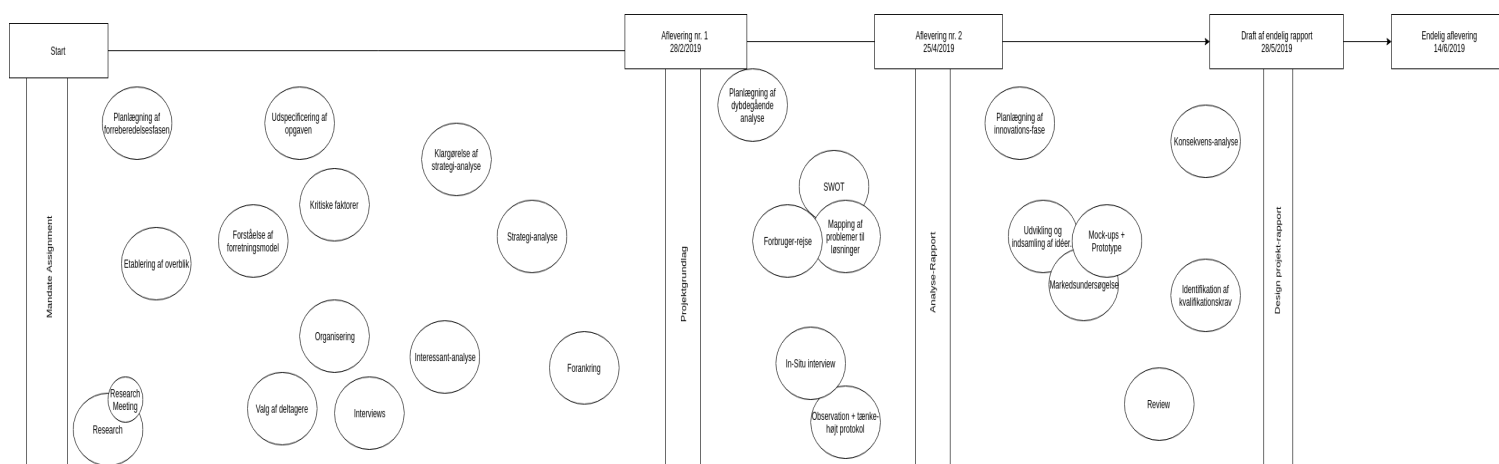 Start
Aflevering nr. 1
28/2/2019
Aflevering nr. 2
25/4/2019
Draft af endelig rapport
28/5/2019
Endelig aflevering
14/6/2019
Mandate Assignment
Planlægning af
forreberedelsesfasen
Udspecificering af
opgaven
Klargørelse af
strategi-analyse
Kritiske faktorer
Forståelse af
forretningsmodel
Strategi-analyse
Etablering af overblik
Organisering
Interessant-analyse
Forankring
Research
Meeting
Research
Valg af deltagere
Interviews
Projektgrundlag
Planlægning af
dybdegående
analyse
SWOT
Forbruger-rejse
Mapping af
problemer til
løsninger
In-Situ interview
Observation + tænke-
højt protokol
Analyse-Rapport
Planlægning af
innovations-fase
Konsekvens-analyse
Udvikling og
indsamling af idéer.
Mock-ups +
Prototype
Markedsundersøgelse
Identifikation af
kvalifikationskrav
Review
Design projekt-rapport